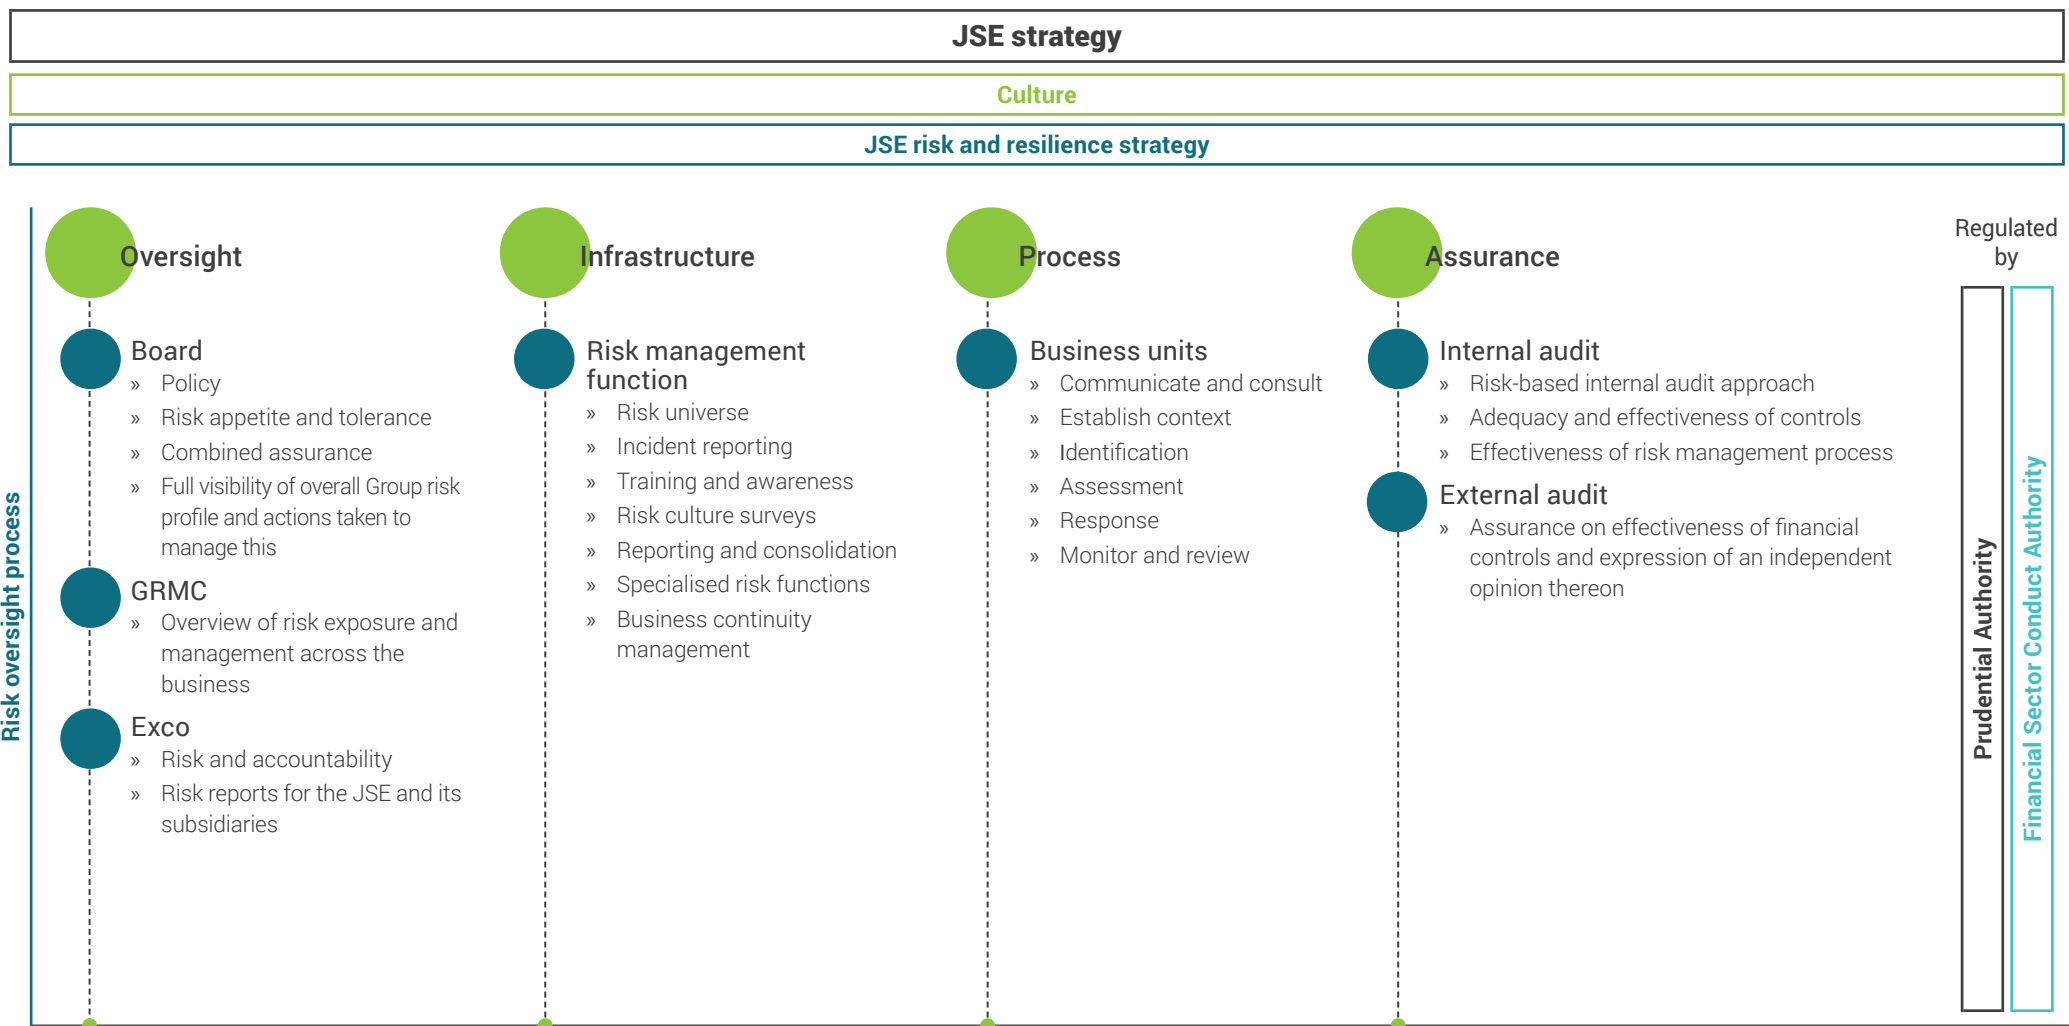 JSE strategy
Culture
JSE risk and resilience strategy
Risk oversight process
Oversight
Board
» Policy
» Risk appetite and tolerance
» Combined assurance
» Full visibility of overall Group risk
profile and actions taken to
manage this
GRMC
» Overview of risk exposure and
management across the
business
Exco
» Risk and accountability
» Risk reports for the JSE and its
subsidiaries
Infrastructure
Risk management
function
» Risk universe
» Incident reporting
» Training and awareness
» Risk culture surveys
» Reporting and consolidation
» Specialised risk functions
» Business continuity
management
Process
Business units
» Communicate and consult
» Establish context
» Identification
» Assessment
» Response
» Monitor and review
Assurance
Internal audit
» Risk-based internal audit approach
» Adequacy and effectiveness of controls
» Effectiveness of risk management process
External audit
» Assurance on effectiveness of financial
controls and expression of an independent
opinion thereon
Regulated
by
Prudential Authority
Financial Sector Conduct Authority